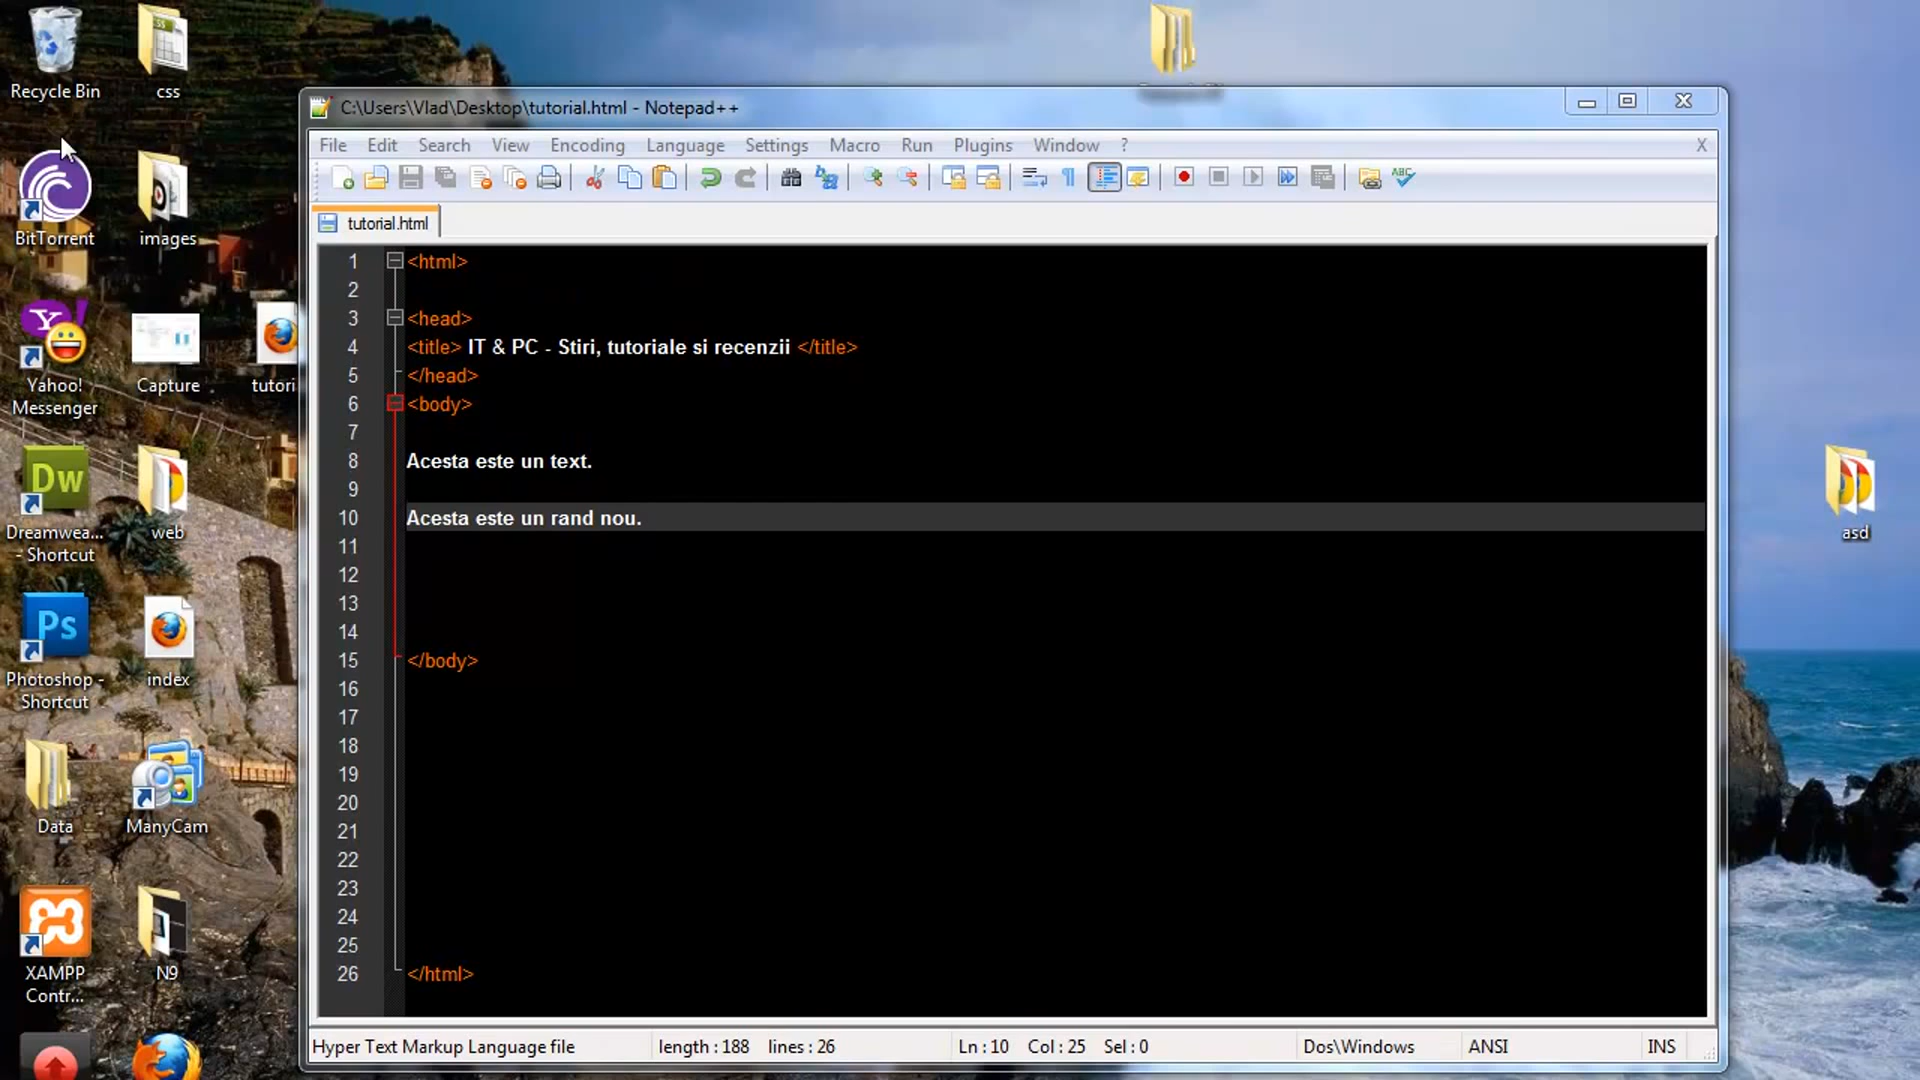 Recycle Bin
css
BitTorrent
images
Yahoo!
Messenger
Capture
tutori
Dw
Dreamwea...
- Shortcut
web
Ps
Photoshop -
Shortcut
index
Data
ManyCam
XAMPP
Contr...
N9
asd
C:\Users\Vlad\Desktop\tutorial.html - Notepad++
File Edit Search View Encoding Language Settings Macro Run Plugins Window ? X
tutorial.html
1 <html>
2
3 <head>
4 <title> IT & PC - Stiri, tutoriale si recenzii </title>
5 </head>
6 <body>
7
8 Acesta este un text.
9
10 Acesta este un rand nou.
11
12
13
14
15 </body>
16
17
18
19
20
21
22
23
24
25
26 </html>
Hyper Text Markup Language file length : 188 lines : 26 Ln : 10 Col : 25 Sel : 0 Dos\Windows ANSI INS